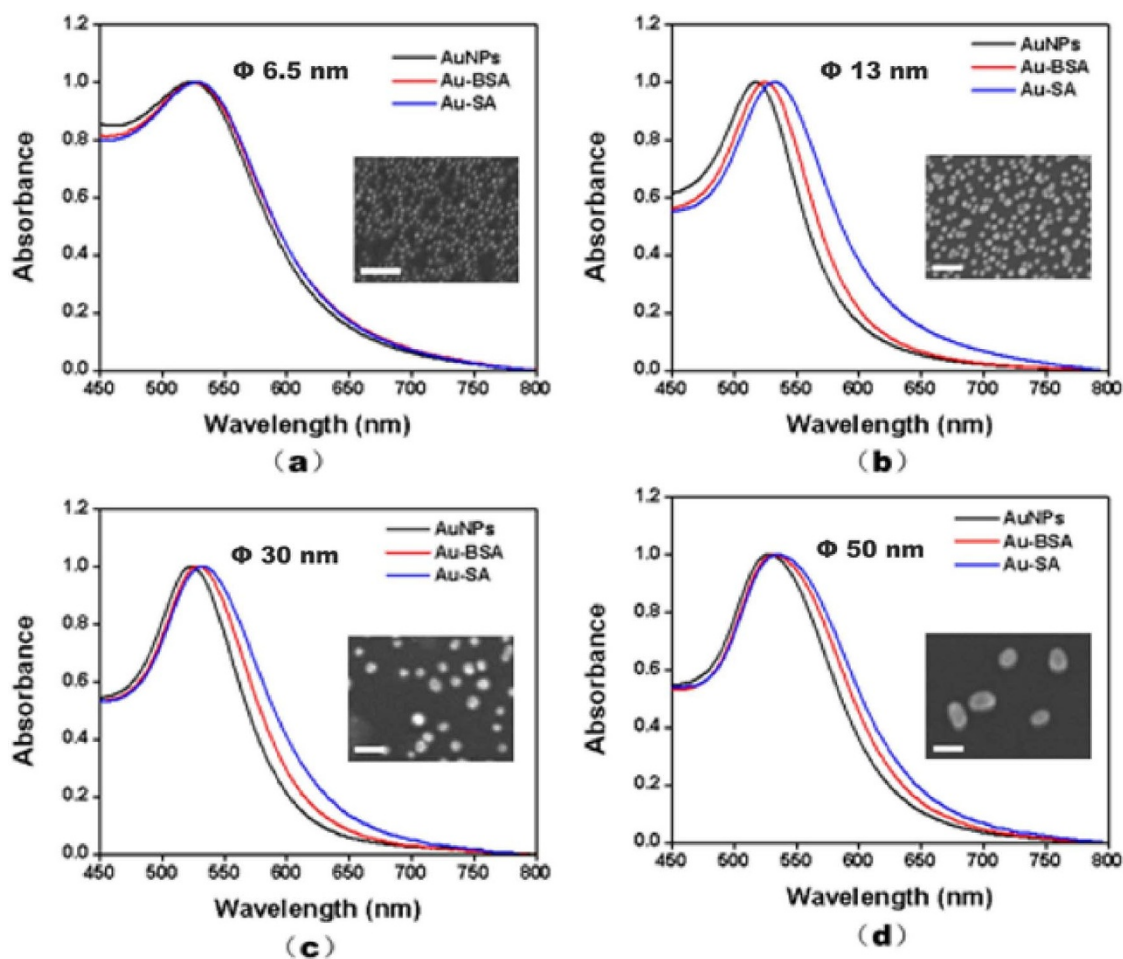 1.2
1.0
0.8
0.6
0.4
0.2
0.0
Absorbance
Φ 6.5 nm
AuNPs
Au-BSA
Au-SA
450 500 550 600 650 700 750 800
Wavelength (nm)
(a)
1.2
1.0
0.8
0.6
0.4
0.2
0.0
Absorbance
Φ 13 nm
AuNPs
Au-BSA
Au-SA
450 500 550 600 650 700 750 800
Wavelength (nm)
(b)
1.2
1.0
0.8
0.6
0.4
0.2
0.0
Absorbance
Φ 30 nm
AuNPs
Au-BSA
Au-SA
450 500 550 600 650 700 750 800
Wavelength (nm)
(c)
1.2
1.0
0.8
0.6
0.4
0.2
0.0
Absorbance
Φ 50 nm
AuNPs
Au-BSA
Au-SA
450 500 550 600 650 700 750 800
Wavelength (nm)
(d)